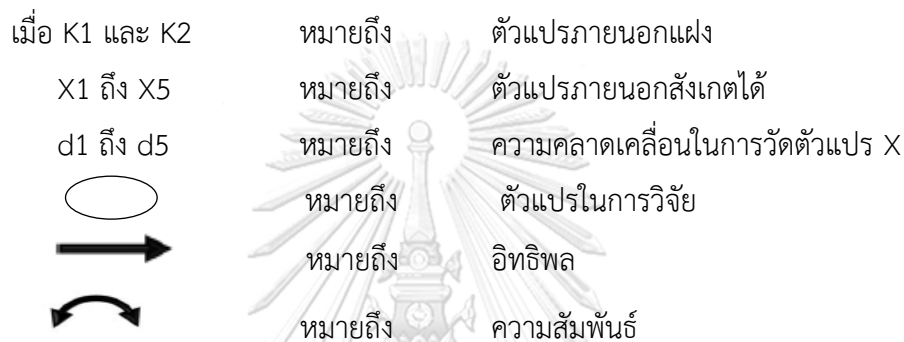 เมื่อ K1 และ K2 หมายถึง ตัวแปรภายนอกแฝง
X1 ถึง X5 หมายถึง ตัวแปรภายนอกสังเกตได้
d1 ถึง d5 หมายถึง ความคลาดเคลื่อนในการวัดตัวแปร X
หมายถึง ตัวแปรในการวิจัย
หมายถึง อิทธิพล
หมายถึง ความสัมพันธ์